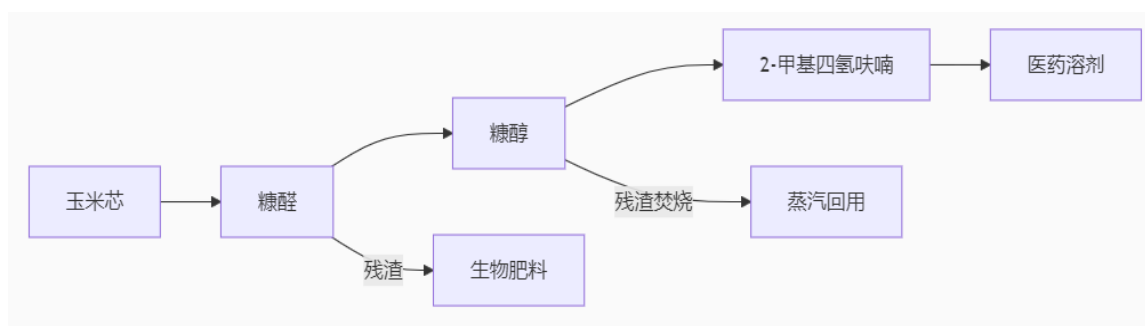 玉米芯
糠醛
糠醇
2-甲基四氢呋喃
医药溶剂
残渣焚烧
蒸汽回用
残渣
生物肥料